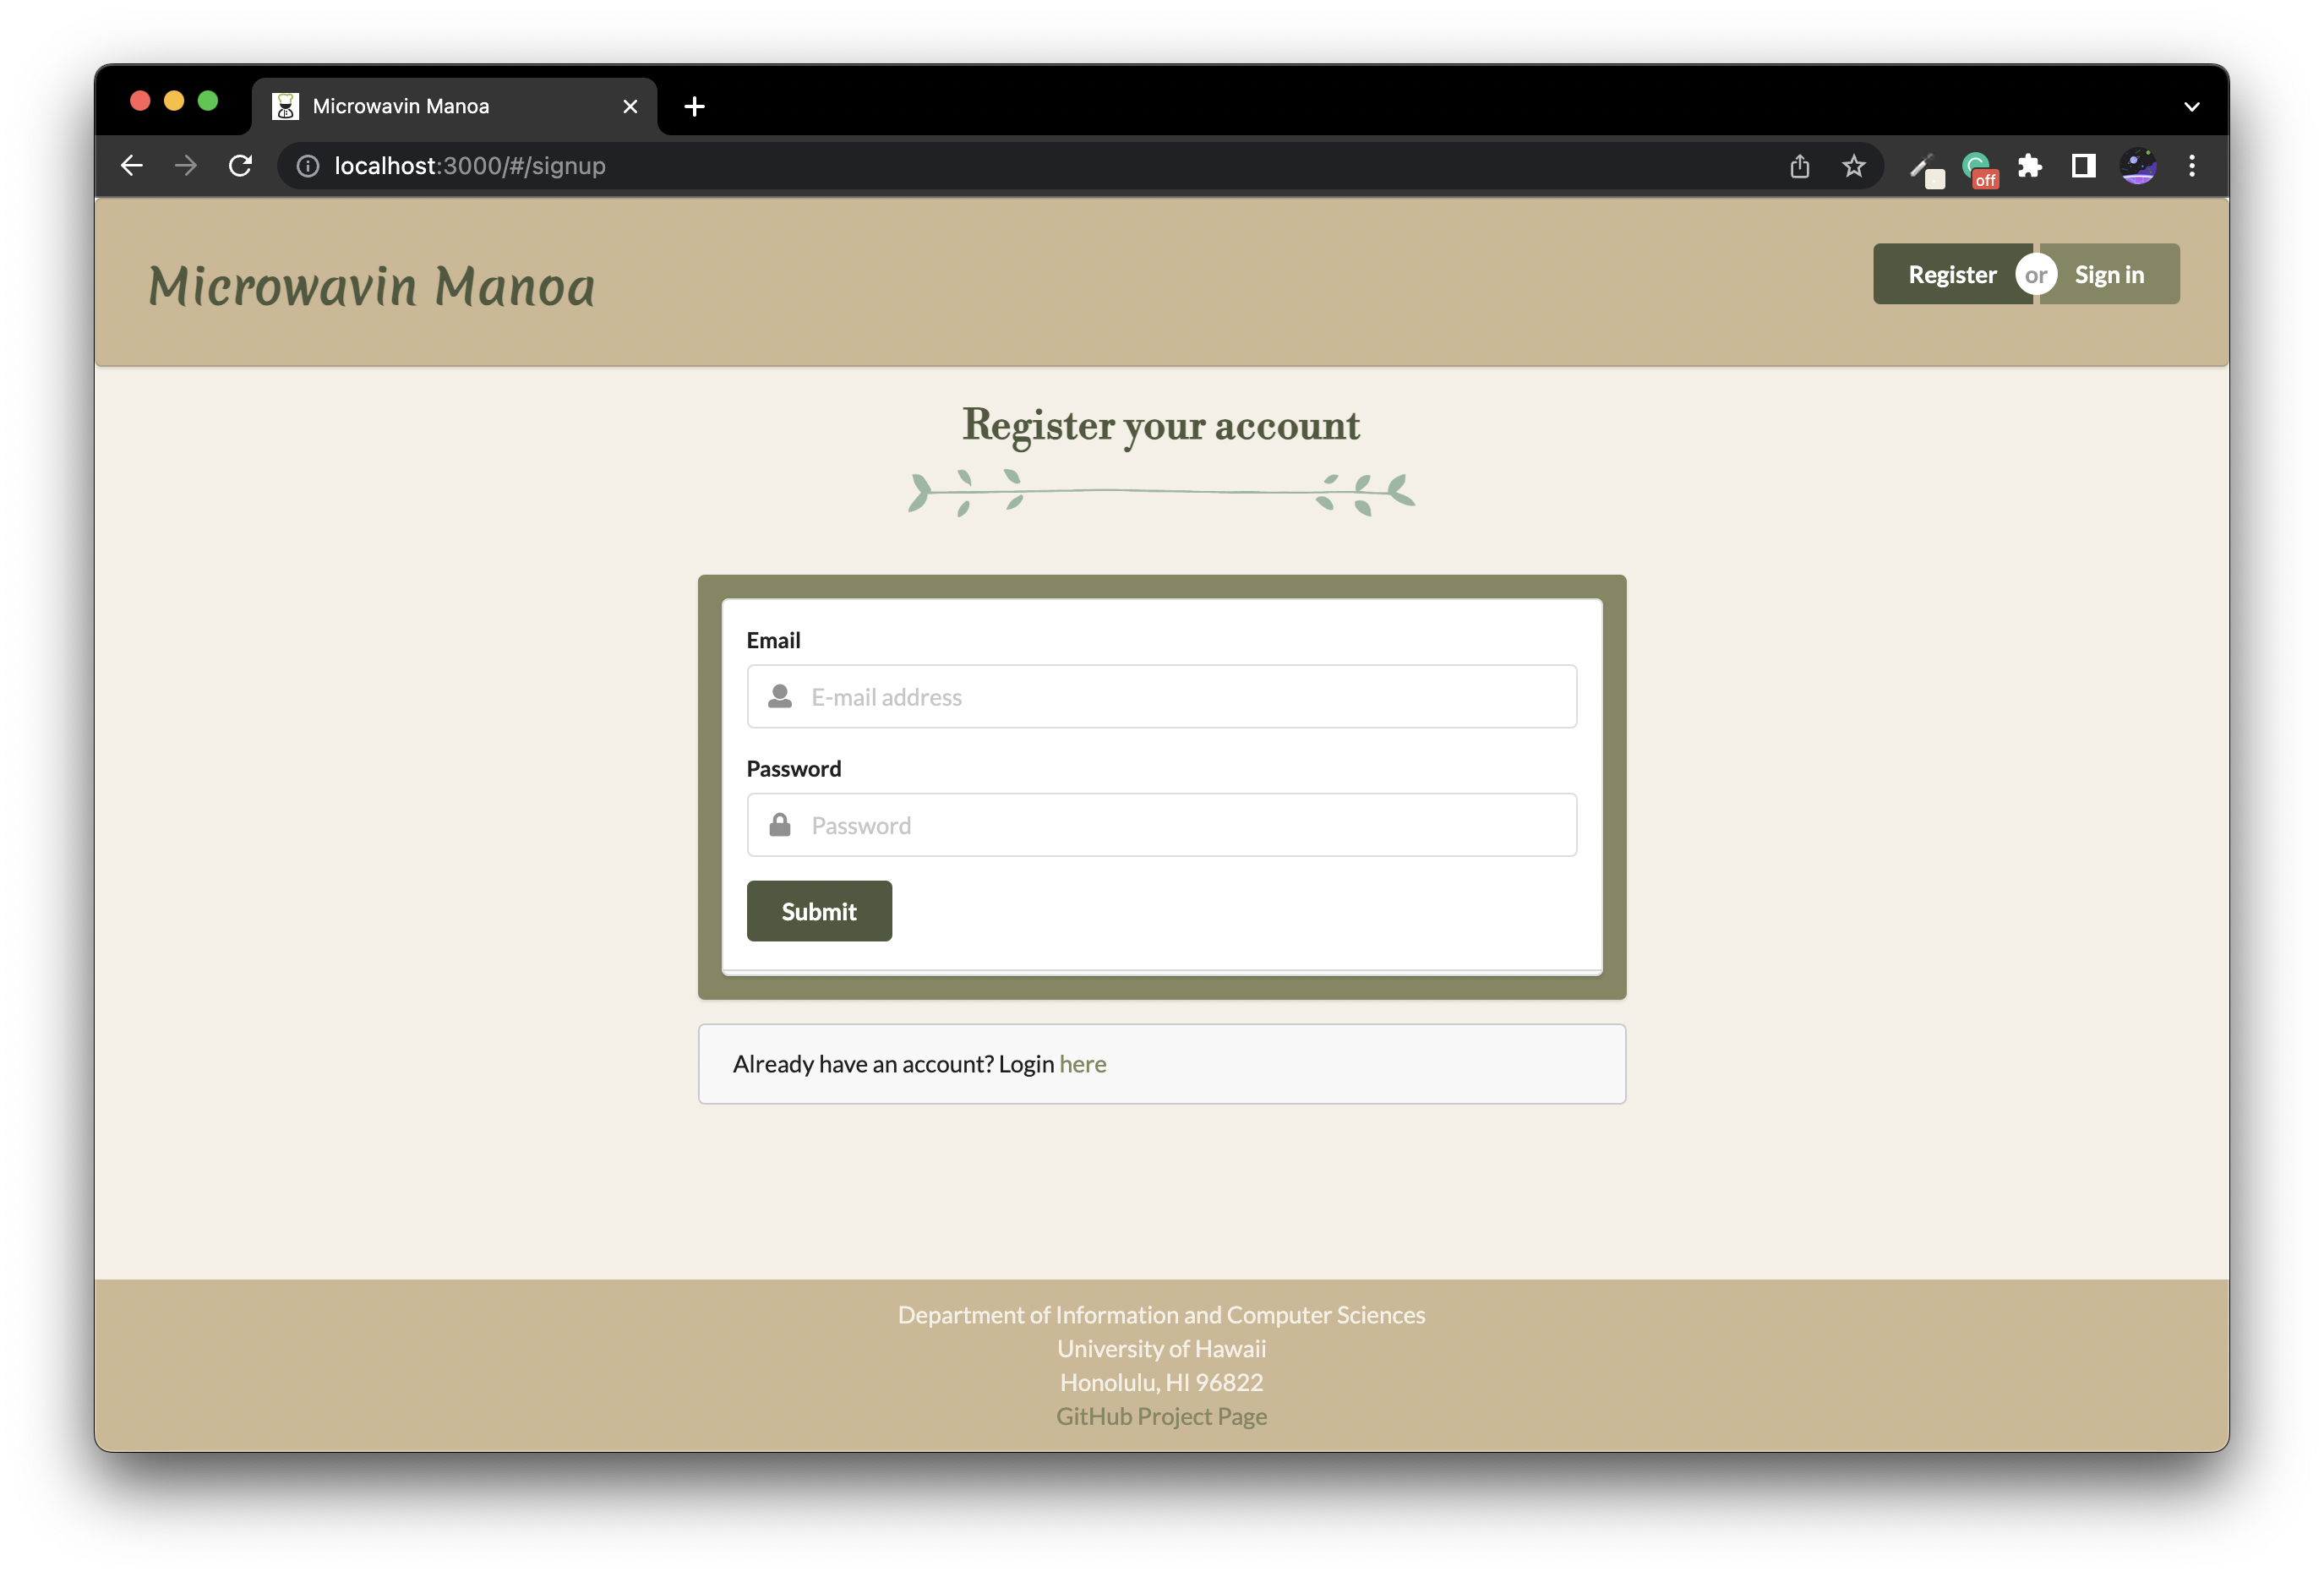 Microwavin Manoa
localhost:3000/#/signup
off
Microwavin Manoa
Register or Sign in
Register your account
Email
E-mail address
Password
Password
Submit
Already have an account? Login here
Department of Information and Computer Sciences
University of Hawaii
Honolulu, HI 96822
GitHub Project Page